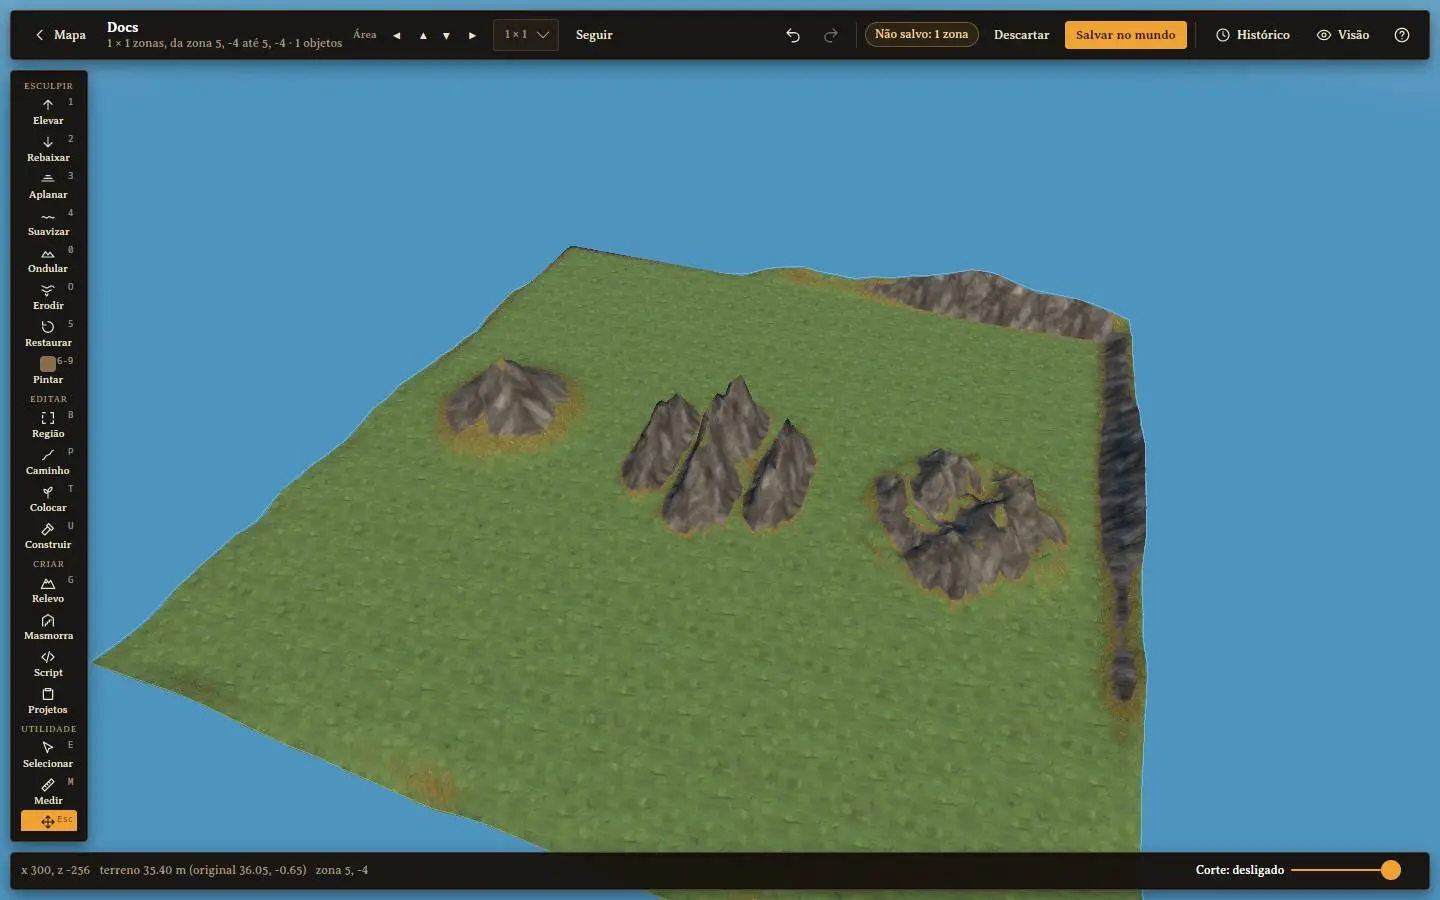 Mapa
Docs
1 × 1 zonas, da zona 5, -4 até 5, -4 · 1 objetos
Área
1 × 1
Seguir
Não salvo: 1 zona
Descartar
Salvar no mundo
Histórico
Visão
ESCULPIR
1
Elevar
2
Rebaixar
3
Aplanar
4
Suavizar
0
Ondular
O
Erodir
5
Restaurar
6-9
Pintar
EDITAR
B
Região
P
Caminho
T
Colocar
U
Construir
CRIAR
G
Relevo
Masmorra
Script
Projetos
UTILIDADE
E
Selecionar
M
Medir
Esc
x 300, z -256 terreno 35.40 m (original 36.05, -0.65) zona 5, -4
Corte: desligado